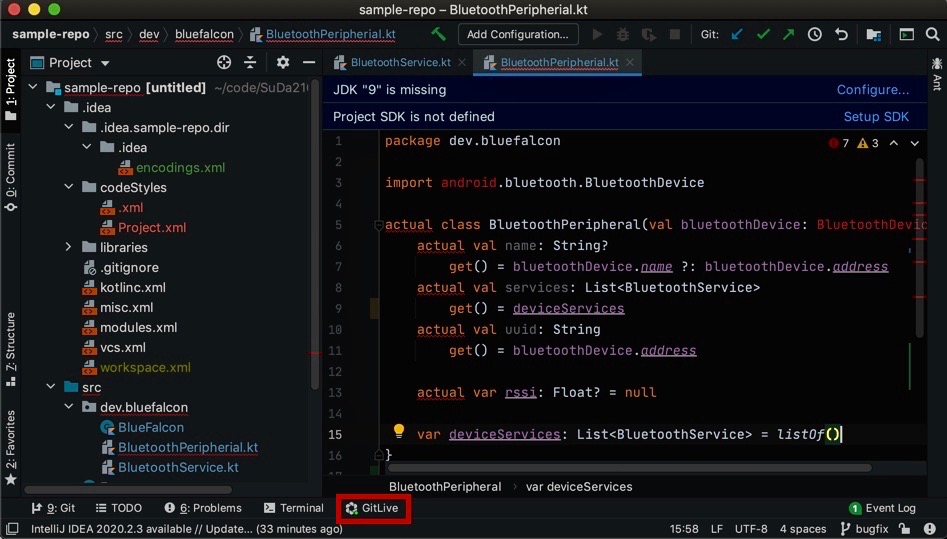 sample-repo – BluetoothPeripherial.kt
sample-repo src dev bluefalcon BluetoothPeripherial.kt Add Configuration... Git:
Project
BluetoothService.kt BluetoothPeripherial.kt
1: Project
0: Commit
7: Structure
2: Favorites
sample-repo [untitled] ~/code/SuDa21
.idea
.idea.sample-repo.dir
.idea
encodings.xml
codeStyles
.xml
Project.xml
libraries
.gitignore
kotlinc.xml
misc.xml
modules.xml
vcs.xml
workspace.xml
src
dev.bluefalcon
BlueFalcon
BluetoothPeripherial.kt
BluetoothService.kt
JDK "9" is missing Configure...
Project SDK is not defined Setup SDK
7 3
1 package dev.bluefalcon
2
3 import android.bluetooth.BluetoothDevice
4
5 actual class BluetoothPeripheral(val bluetoothDevice: BluetoothDevic
6 actual val name: String?
7 get() = bluetoothDevice.name ?: bluetoothDevice.address
8 actual val services: List<BluetoothService>
9 get() = deviceServices
10 actual val uuid: String
11 get() = bluetoothDevice.address
12
13 actual var rssi: Float? = null
14
15 var deviceServices: List<BluetoothService> = listOf()
16 }
17
Ant
BluetoothPeripheral › var deviceServices
9: Git TODO 6: Problems Terminal GitLive 1 Event Log
IntelliJ IDEA 2020.2.3 available // Update... (33 minutes ago) 15:58 LF UTF-8 4 spaces bugfix